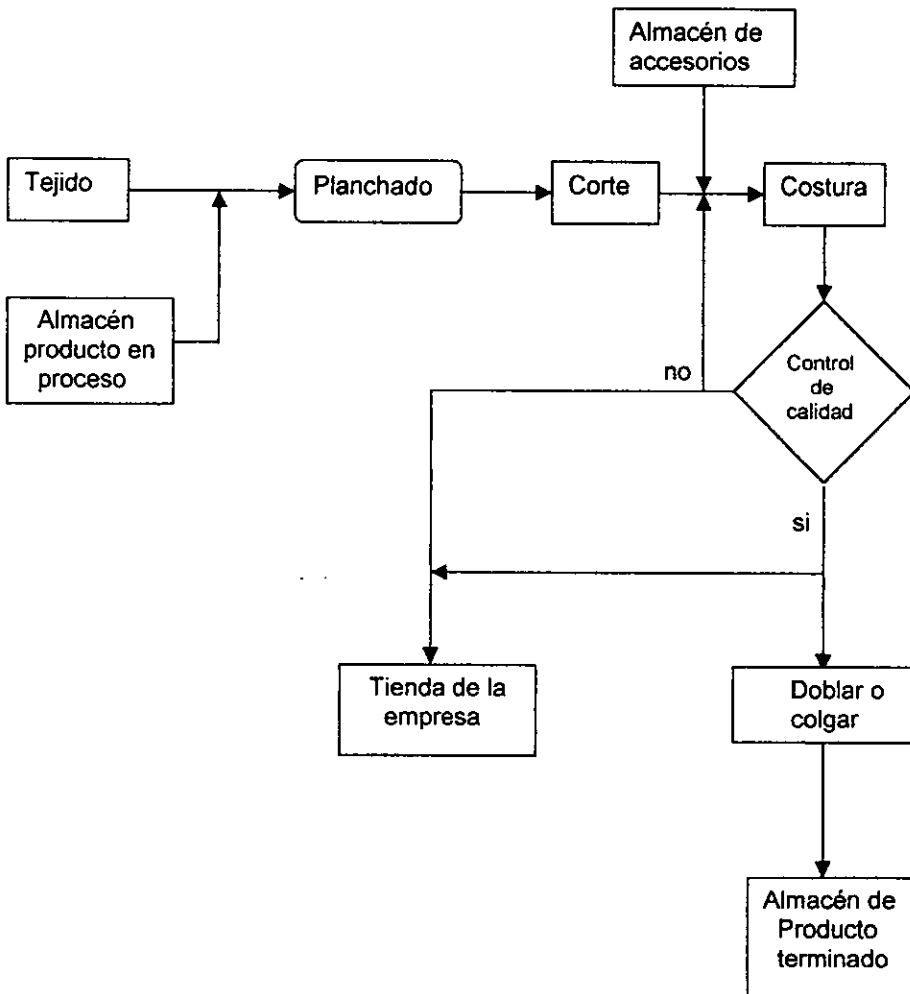 Almacén de
accesorios
Tejido
Planchado
Corte
Costura
Almacén
producto en
proceso
no
Control
de
calidad
si
Tienda de la
empresa
Doblar o
colgar
Almacén de
Producto
terminado